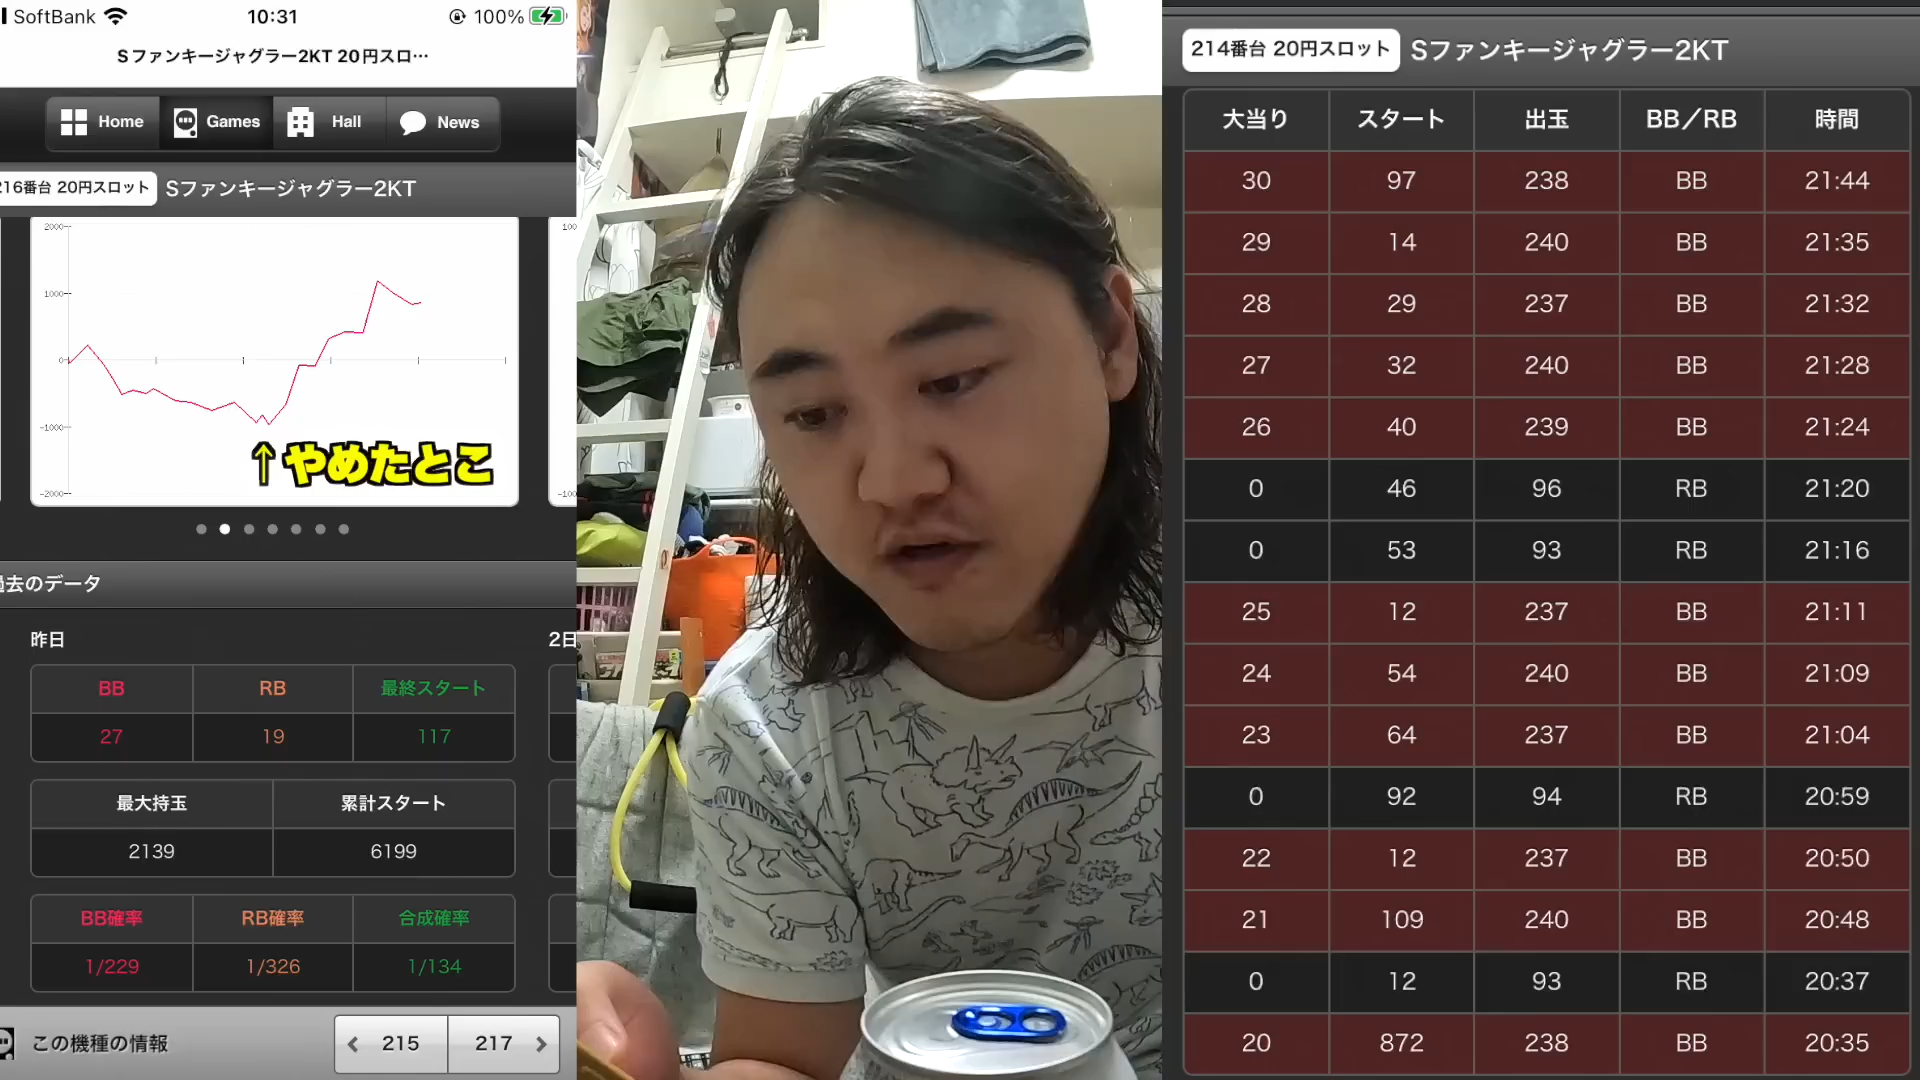 SoftBank 10:31 100%
Sファンキージャグラー2KT 20円スロ…
Home Games Hall News
216番台 20円スロット Sファンキージャグラー2KT
2000
1000
0
-1000
-2000
100
-100
↑やめたとこ
過去のデータ
昨日
2日
BB RB 最終スタート
27 19 117
最大持玉 累計スタート
2139 6199
BB確率 RB確率 合成確率
1/229 1/326 1/134
この機種の情報 215 217
214番台 20円スロット Sファンキージャグラー2KT
大当り スタート 出玉 BB/RB 時間
30 97 238 BB 21:44
29 14 240 BB 21:35
28 29 237 BB 21:32
27 32 240 BB 21:28
26 40 239 BB 21:24
0 46 96 RB 21:20
0 53 93 RB 21:16
25 12 237 BB 21:11
24 54 240 BB 21:09
23 64 237 BB 21:04
0 92 94 RB 20:59
22 12 237 BB 20:50
21 109 240 BB 20:48
0 12 93 RB 20:37
20 872 238 BB 20:35